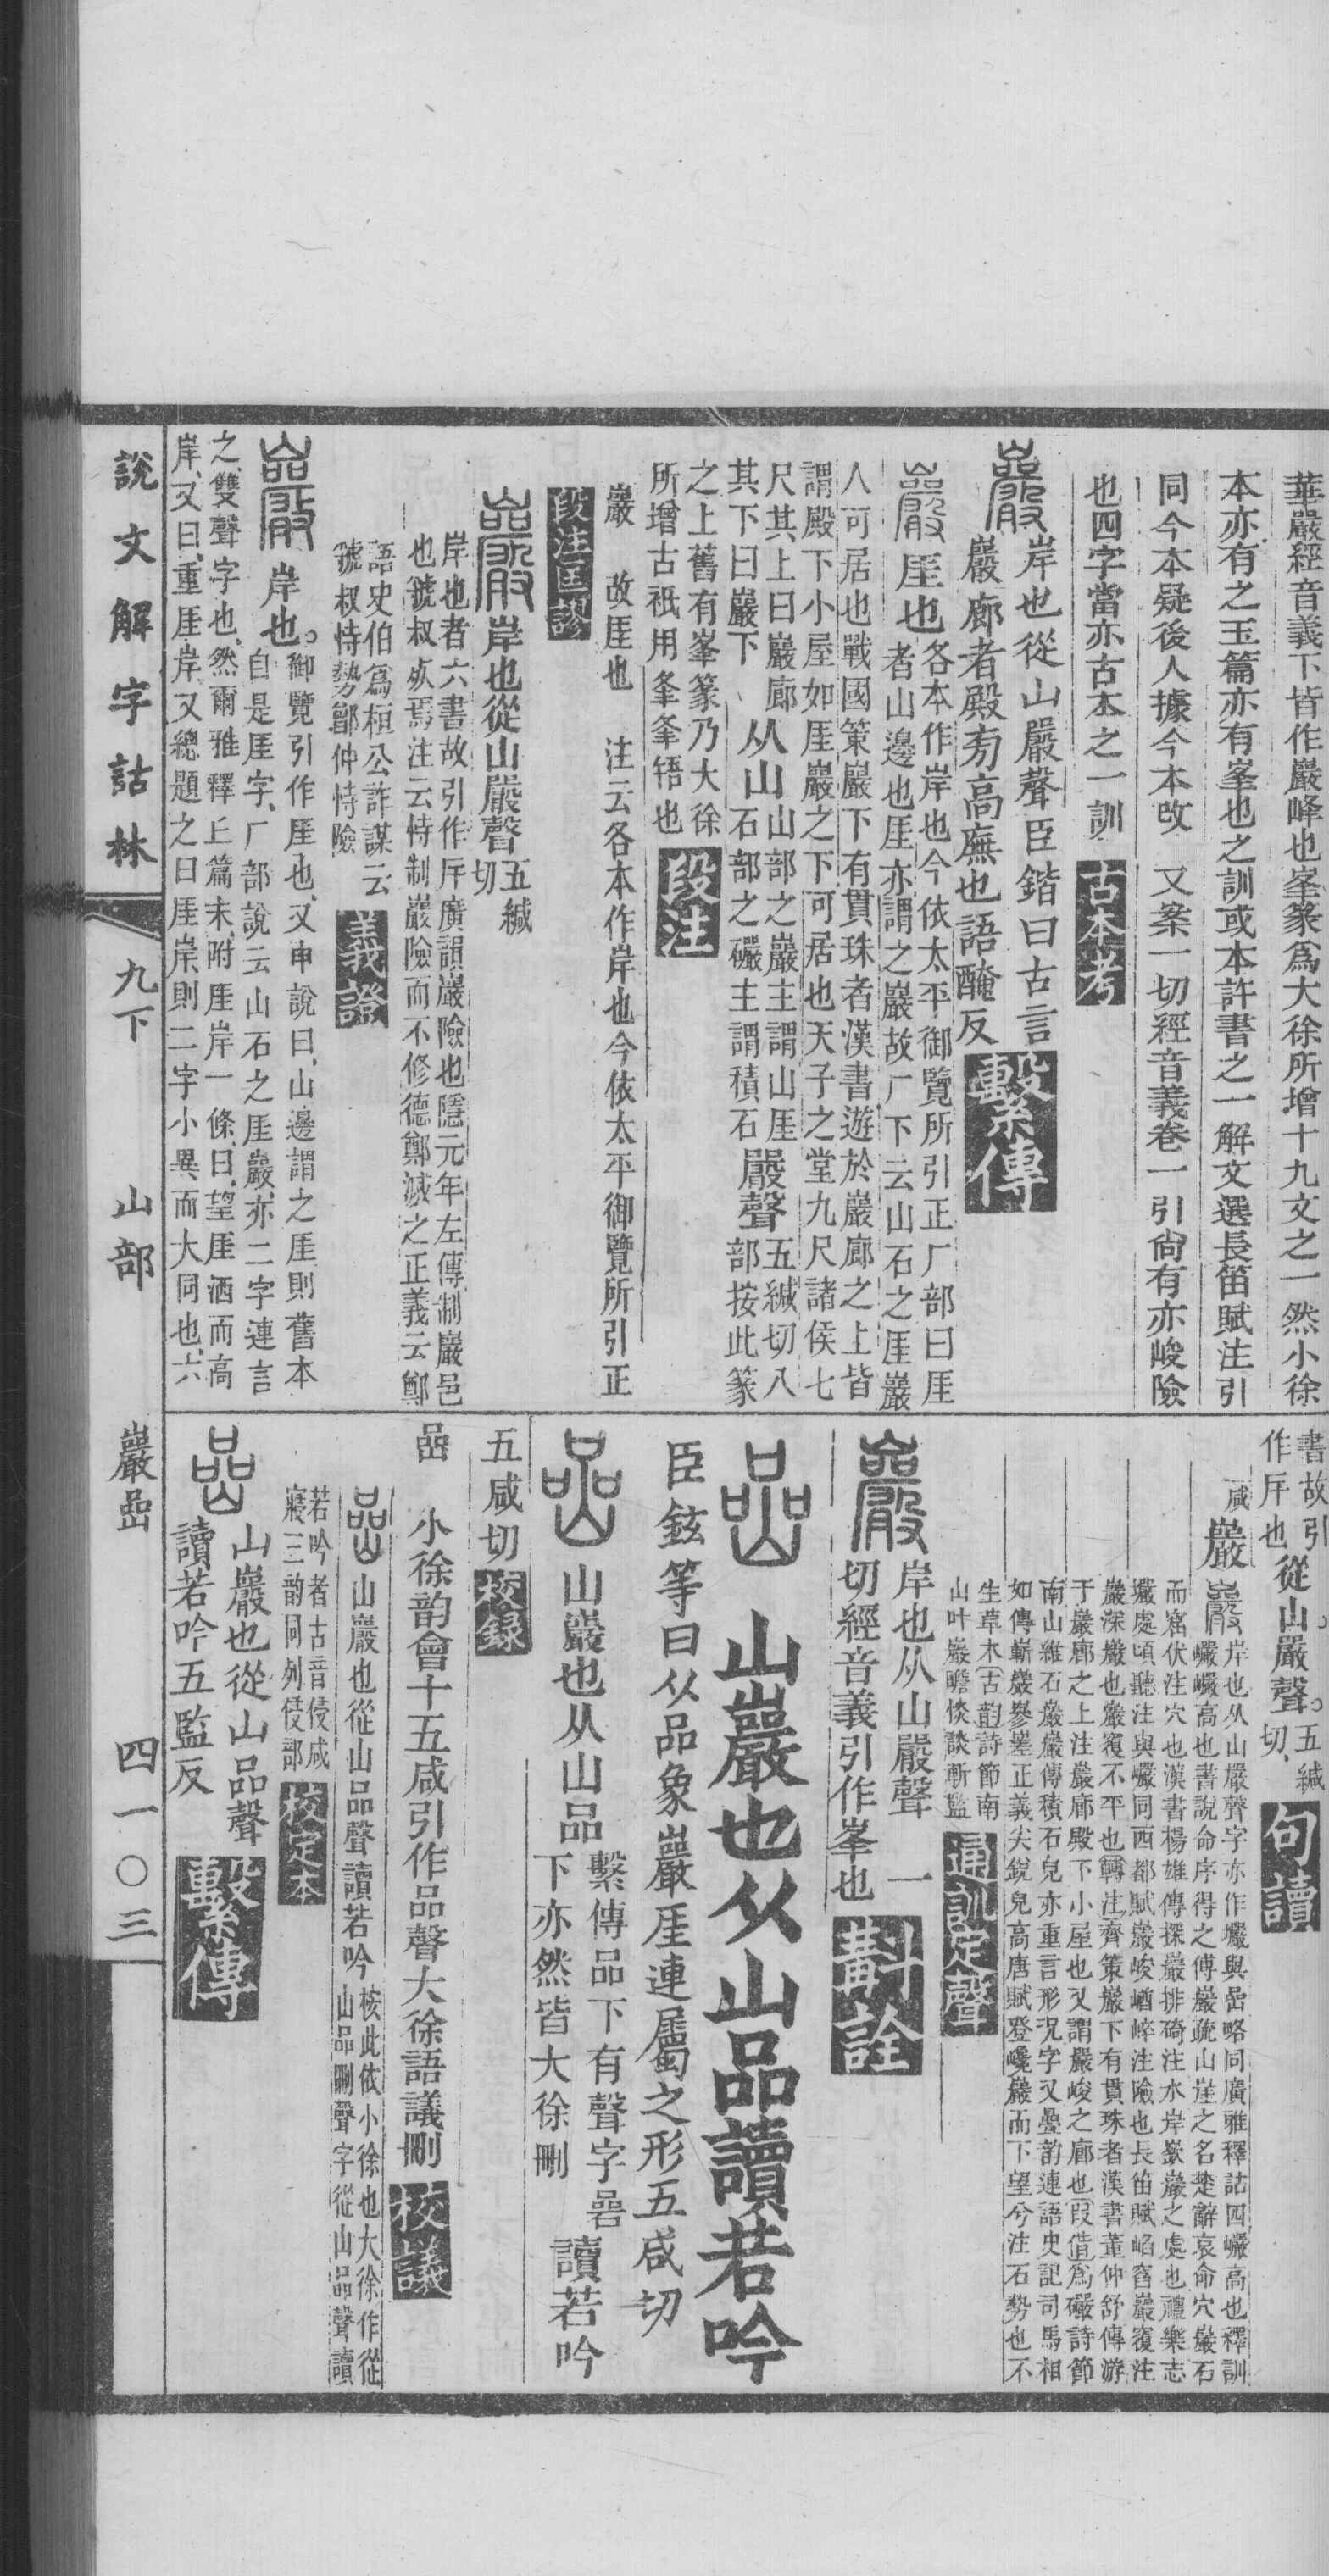 華嚴經音義下皆作巖峰也峯篆爲大徐所增十九文之一然小徐
本亦有之玉篇亦有峯也之訓或本許書之一解文選長笛賦注引
同今本疑後人據今本改　又案一切經音義卷一引尙有亦峻險
也四字當亦古本之一訓 古本考
巖 岸也從山嚴聲臣鍇曰古言
巖廊者殿旁高廡也語醃反 繫傳
巖 厓也各本作岸也今依太平御覽所引正厂部曰厓
者山邊也厓亦謂之巖故厂下云山石之厓巖
人可居也戰國策巖下有貫珠者漢書遊於巖廊之上皆
謂殿下小屋如厓巖之下可居也天子之堂九尺諸侯七
尺其上曰巖廊
其下曰巖下
从山
山部之巖主謂山厓
石部之礹主謂積石
嚴聲
五緘切八
部按此篆
之上舊有峯篆乃大徐
所增古祇用夆夆啎也
段注
巖　故厓也　注云各本作岸也今依太平御覽所引正
段注匡謬
巖 岸也從山嚴聲
五緘
切
岸也者六書故引作厈廣韻巖險也隱元年左傳制巖邑
也虢叔死焉注云恃制巖險而不修德鄭滅之正義云鄭
語史伯爲桓公詐謀云
虢叔恃勢鄶仲恃險
義證
巖 岸也。
御覽引作厓也、又申說曰、山邊謂之厓則舊本
自是厓字、厂部說云山石之厓巖、亦二字連言
之、雙聲字也、然爾雅釋丘篇末、附厓岸一條、曰、望厓洒而高
岸、又曰、重厓岸、又總題之曰厓岸、則二字小異而大同也、六
書故引
作厈也
從山嚴聲。
五緘
切、
句讀
巖 巖
岸也从山嚴聲字亦作壧與嵒略同廣雅釋詁四巗高也釋訓
巗巗高也書說命序得之傅巖疏山崖之名楚辭哀命穴巖石
而窟伏注穴也漢書楊雄傳探巖排碕注水岸嶔巖之處也禮樂志
壧處頃聽注與巗同西都賦巖峻崷崒注險也長笛賦峆窞巖覆注
巖深嶮也巖覆不平也轉注齊策巖下有貫珠者漢書董仲舒傳游
于巖廊之上注巖廊殿下小屋也又謂嚴峻之廊也叚借爲礹詩節
南山維石巖巖傳積石皃亦重言形況字又曡韵連語史記司馬相
如傳嶄巖參嵳正義尖銳皃高唐賦登巉巖而下望兮注石勢也不
生草木古韵詩節南
山叶巖瞻惔談斬監
通訓定聲
巖 岸也从山嚴聲　一
切經音義引作峯也 斠詮
嵒 山巖也从山品讀若吟
臣鉉等曰从品象巖厓連屬之形五咸切
嵒 山巖也从山品
繫傳品下有聲字碞
下亦然皆大徐刪
讀若吟
五咸切 校錄
嵒 小徐韵會十五咸引作品聲大徐語議刪 校議
嵒 山巖也從山品聲讀若吟
桉此依小徐也大徐作從
山品刪聲字從山品聲讀
若吟者古音侵咸
㝲三韵同列侵部
校定本
嵒 山巖也從山品聲
讀若吟五監反 繫傳
說文解字詁林 九下 山部 巖嵒 四一〇三